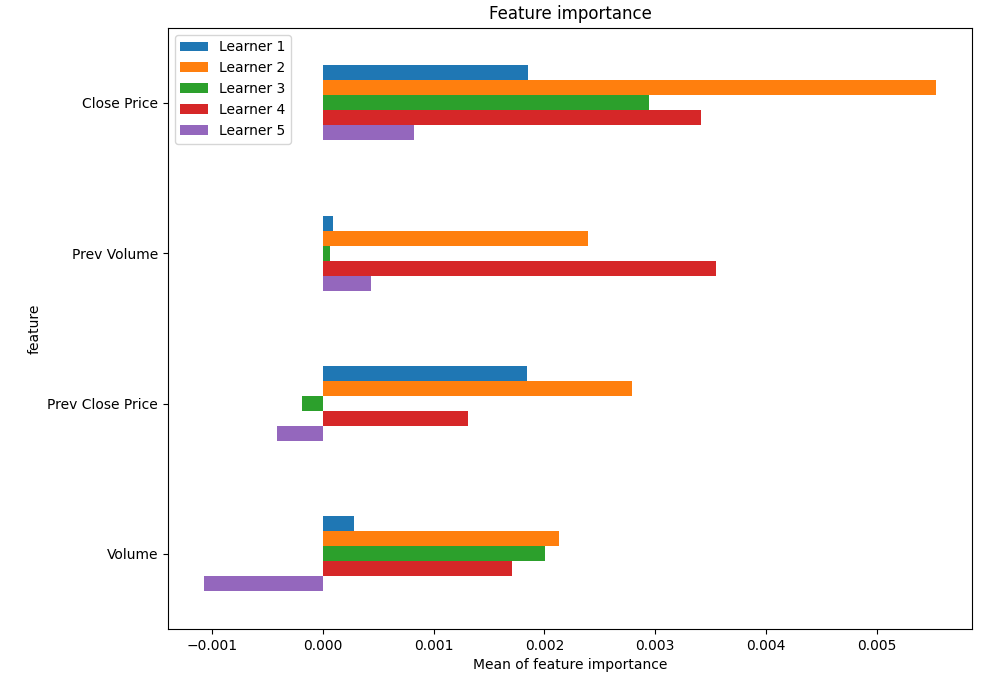 Feature importance
Learner 1
Learner 2
Learner 3
Learner 4
Learner 5
Close Price
Prev Volume
Prev Close Price
Volume
feature
−0.001 0.000 0.001 0.002 0.003 0.004 0.005
Mean of feature importance